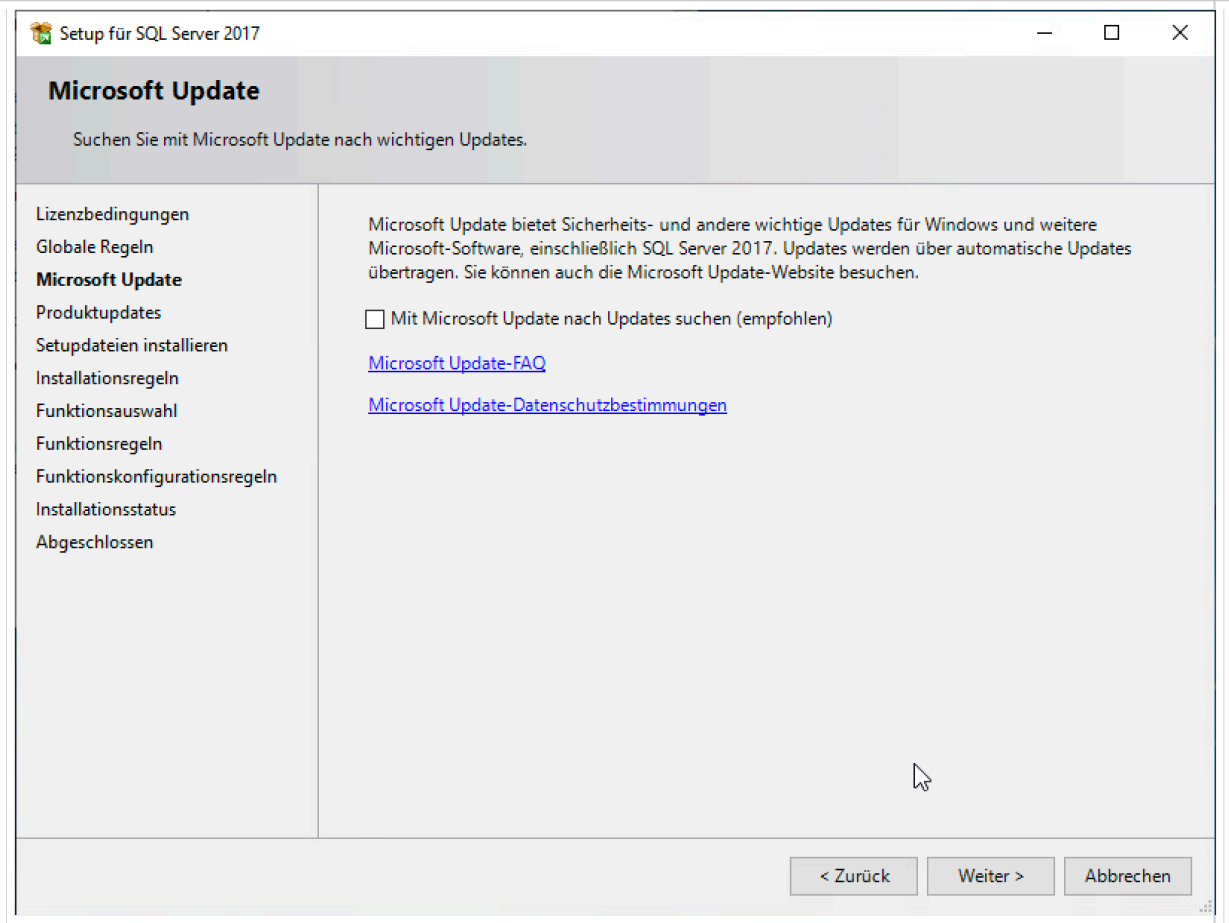 Setup für SQL Server 2017
Microsoft Update
Suchen Sie mit Microsoft Update nach wichtigen Updates.
Lizenzbedingungen
Globale Regeln
Microsoft Update
Produktupdates
Setupdateien installieren
Installationsregeln
Funktionsauswahl
Funktionsregeln
Funktionskonfigurationsregeln
Installationsstatus
Abgeschlossen
Microsoft Update bietet Sicherheits- und andere wichtige Updates für Windows und weitere
Microsoft-Software, einschließlich SQL Server 2017. Updates werden über automatische Updates
übertragen. Sie können auch die Microsoft Update-Website besuchen.
Mit Microsoft Update nach Updates suchen (empfohlen)
Microsoft Update-FAQ
Microsoft Update-Datenschutzbestimmungen
< Zurück
Weiter >
Abbrechen